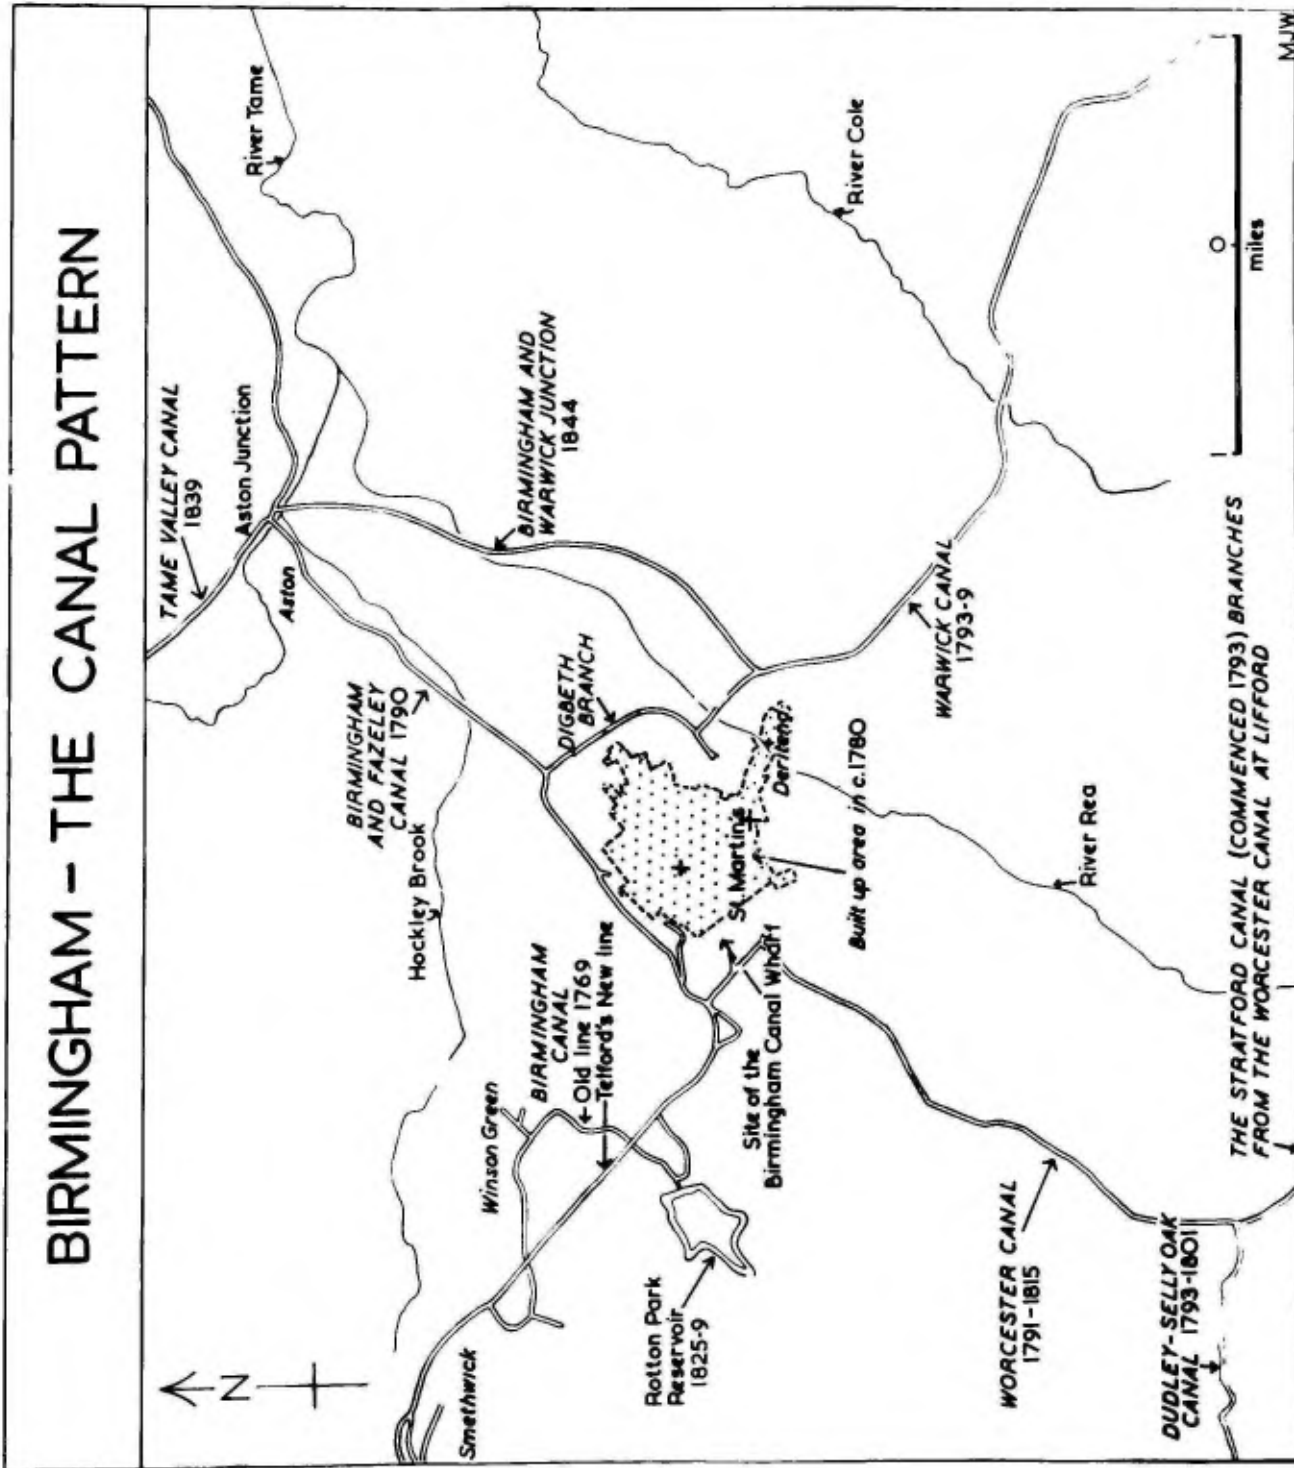 BIRMINGHAM – THE CANAL PATTERN
TAME VALLEY CANAL
1839
Aston Junction
River Tame
Aston
BIRMINGHAM
AND FAZELEY
CANAL 1790
Hockley Brook
BIRMINGHAM AND
WARWICK JUNCTION
1844
DIGBETH
BRANCH
River Cole
N
Smethwick
Winson Green
BIRMINGHAM
CANAL
Old line 1769
Telford's New line
Rotton Park
Reservoir
1825-9
Site of the
Birmingham Canal Wharf
St. Martin's
Deritend
Built up area in c.1780
WARWICK CANAL
1793-9
River Rea
WORCESTER CANAL
1791-1815
DUDLEY-SELLY OAK
CANAL 1793-1801
THE STRATFORD CANAL (COMMENCED 1793) BRANCHES
FROM THE WORCESTER CANAL AT LIFFORD
1 0 1
miles
MJW